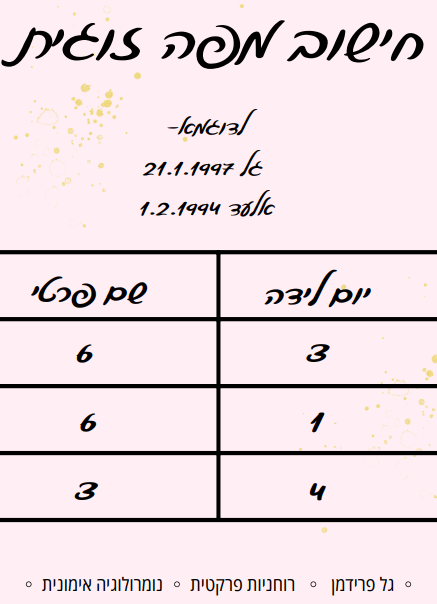 חישוב מפה זוגית
לדוגמא-
גל 21.1.1997
אלעד 1.2.1994
יום לידה שם פרטי
3 6
1 6
4 3
◦ גל פרידמן ◦ רוחניות פרקטית ◦ נומרולוגיה אימונית ◦